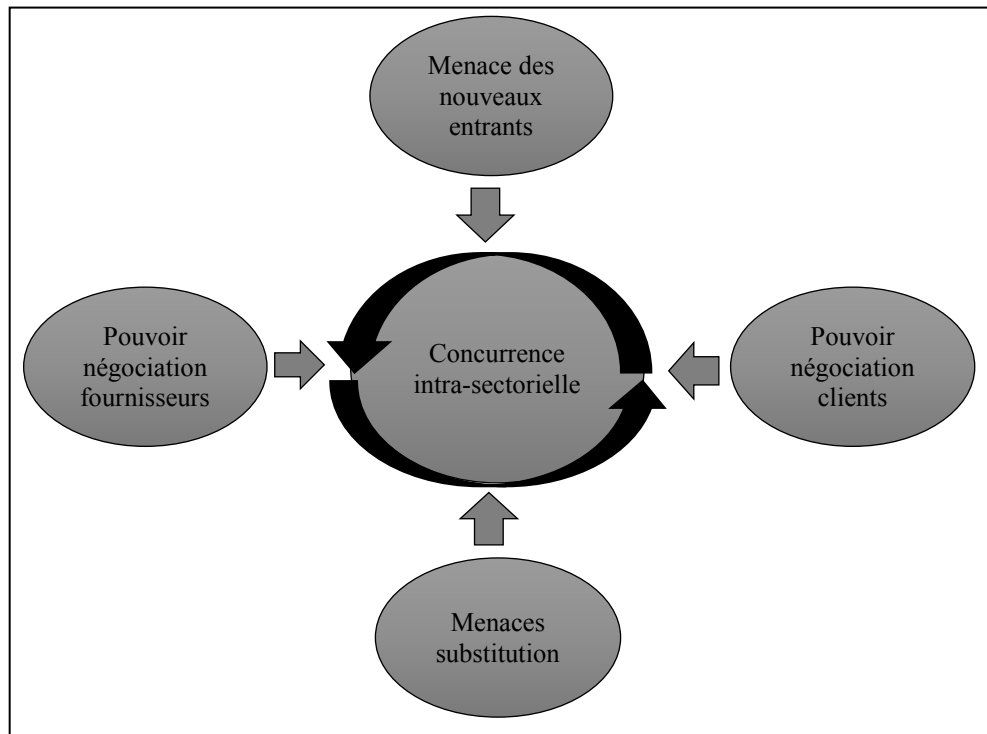 Menace des
nouveaux
entrants
Pouvoir
négociation
fournisseurs
Concurrence
intra-sectorielle
Pouvoir
négociation
clients
Menaces
substitution